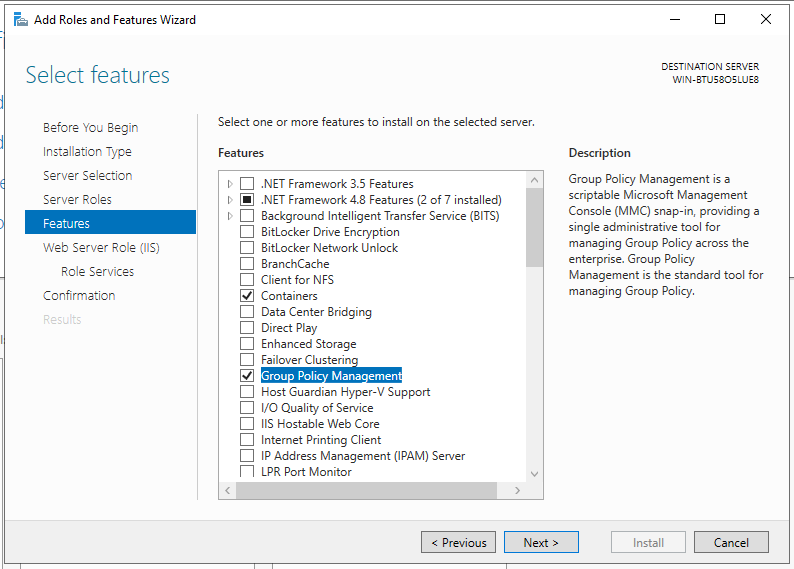 Add Roles and Features Wizard
Select features
DESTINATION SERVER
WIN-BTU58O5LUE8
Before You Begin
Installation Type
Server Selection
Server Roles
Features
Web Server Role (IIS)
Role Services
Confirmation
Results
Select one or more features to install on the selected server.
Features
.NET Framework 3.5 Features
.NET Framework 4.8 Features (2 of 7 installed)
Background Intelligent Transfer Service (BITS)
BitLocker Drive Encryption
BitLocker Network Unlock
BranchCache
Client for NFS
Containers
Data Center Bridging
Direct Play
Enhanced Storage
Failover Clustering
Group Policy Management
Host Guardian Hyper-V Support
I/O Quality of Service
IIS Hostable Web Core
Internet Printing Client
IP Address Management (IPAM) Server
LPR Port Monitor
Description
Group Policy Management is a
scriptable Microsoft Management
Console (MMC) snap-in, providing a
single administrative tool for
managing Group Policy across the
enterprise. Group Policy
Management is the standard tool for
managing Group Policy.
< Previous
Next >
Install
Cancel